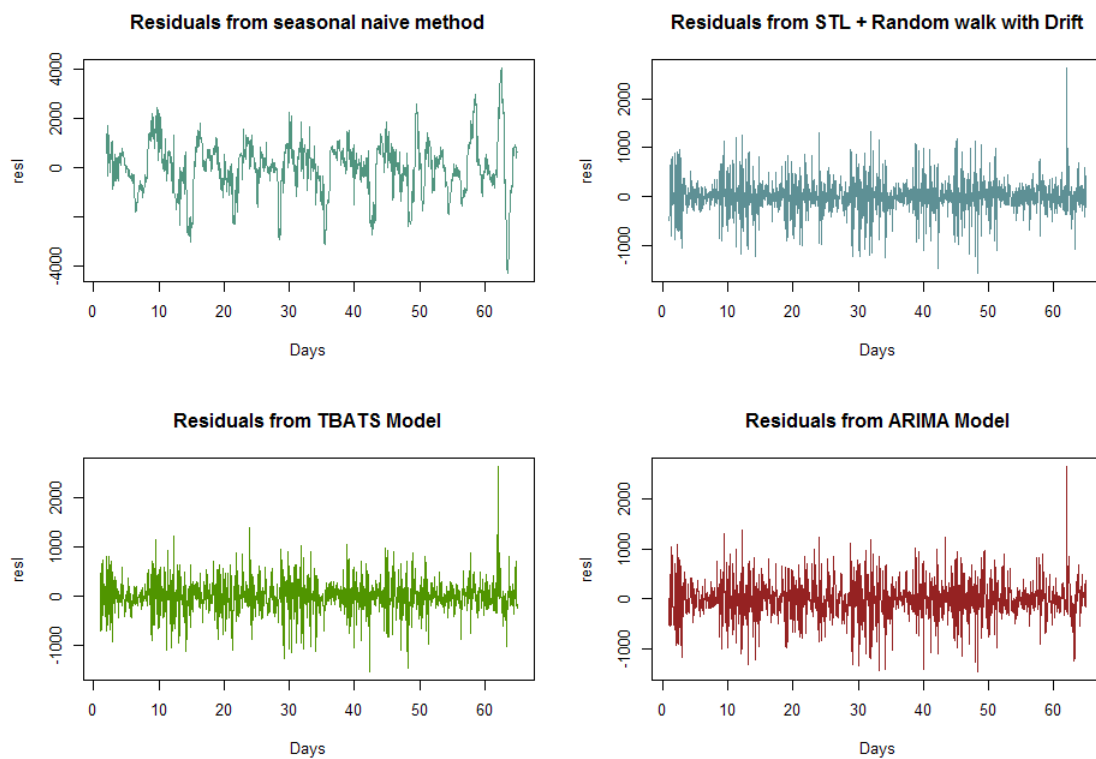 Residuals from seasonal naive method
4000
2000
0
-4000
resl
0 10 20 30 40 50 60
Days
Residuals from STL + Random walk with Drift
2000
1000
0
-1000
resl
0 10 20 30 40 50 60
Days
Residuals from TBATS Model
2000
1000
0
-1000
resl
0 10 20 30 40 50 60
Days
Residuals from ARIMA Model
2000
1000
0
-1000
resl
0 10 20 30 40 50 60
Days